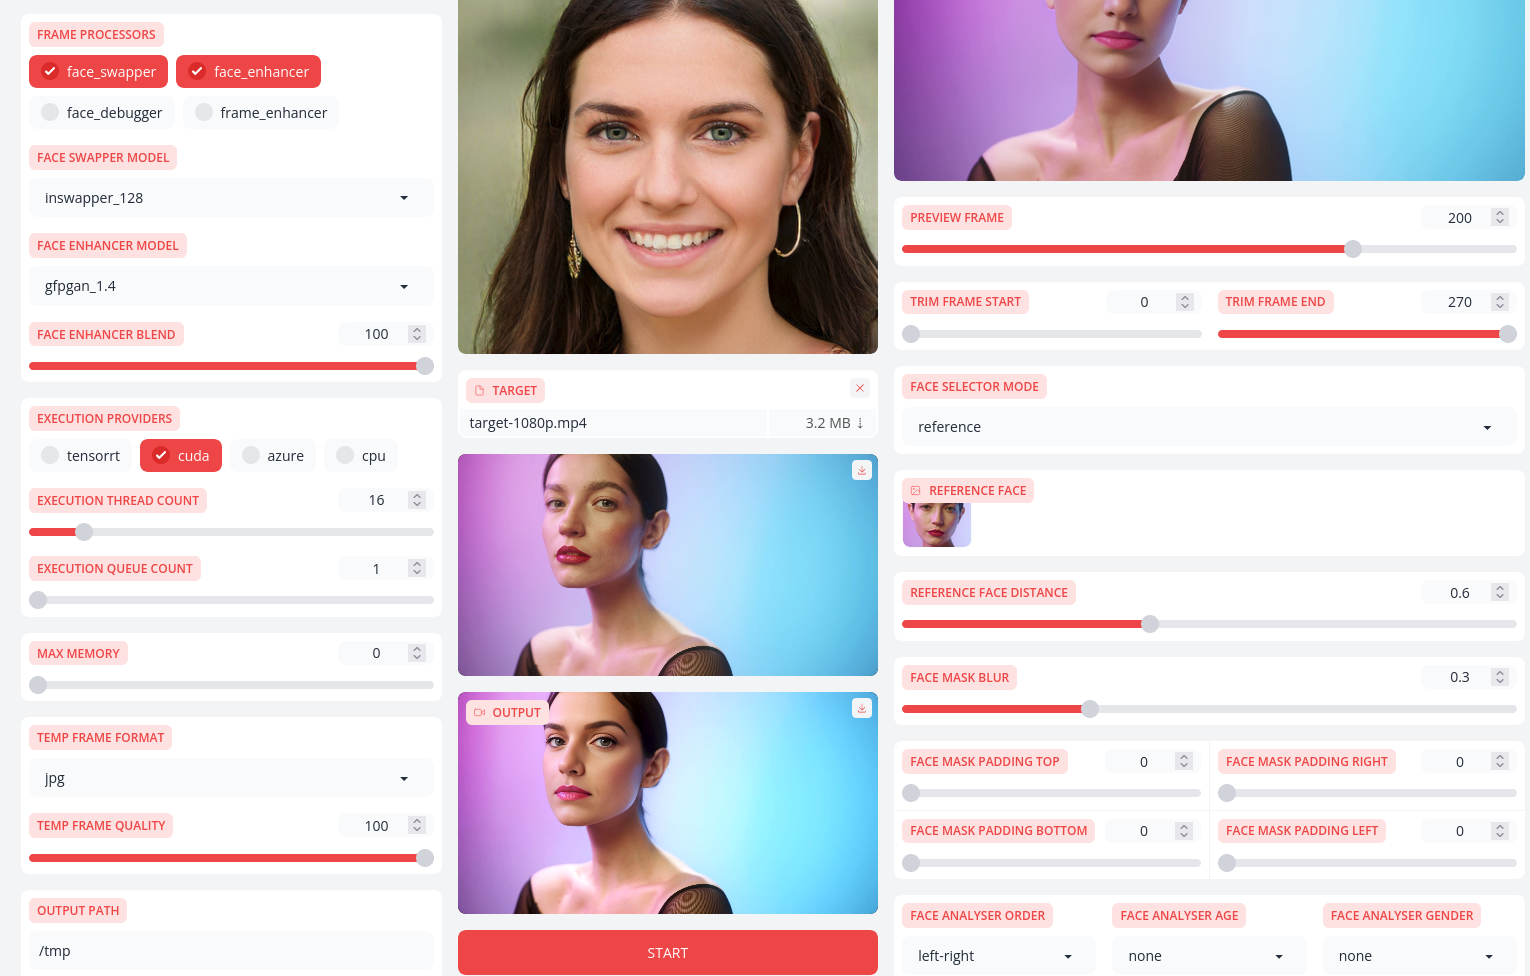 FRAME PROCESSORS
face_swapper
face_enhancer
face_debugger
frame_enhancer
FACE SWAPPER MODEL
inswapper_128
FACE ENHANCER MODEL
gfpgan_1.4
FACE ENHANCER BLEND
100
EXECUTION PROVIDERS
tensorrt
cuda
azure
cpu
EXECUTION THREAD COUNT
16
EXECUTION QUEUE COUNT
1
MAX MEMORY
0
TEMP FRAME FORMAT
jpg
TEMP FRAME QUALITY
100
OUTPUT PATH
/tmp
TARGET
target-1080p.mp4
3.2 MB ↓
OUTPUT
START
PREVIEW FRAME
200
TRIM FRAME START
0
TRIM FRAME END
270
FACE SELECTOR MODE
reference
REFERENCE FACE
REFERENCE FACE DISTANCE
0.6
FACE MASK BLUR
0.3
FACE MASK PADDING TOP
0
FACE MASK PADDING RIGHT
0
FACE MASK PADDING BOTTOM
0
FACE MASK PADDING LEFT
0
FACE ANALYSER ORDER
left-right
FACE ANALYSER AGE
none
FACE ANALYSER GENDER
none